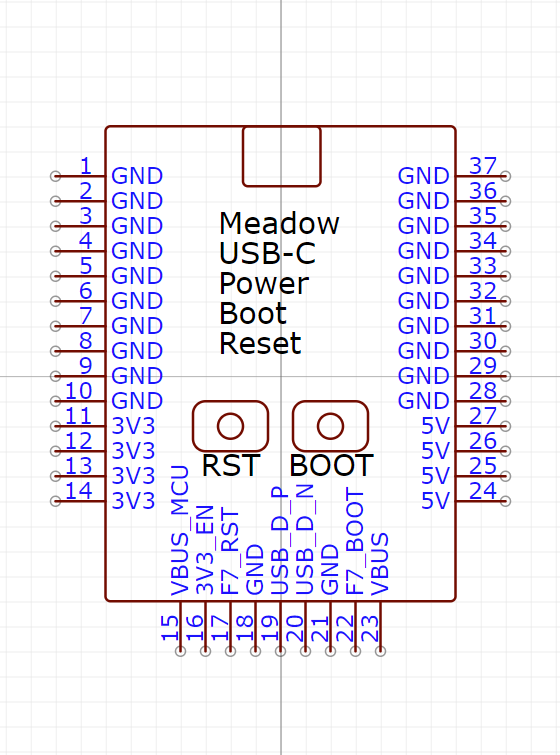 1 GND GND 37
2 GND GND 36
3 GND GND 35
4 GND GND 34
5 GND GND 33
6 GND GND 32
7 GND GND 31
8 GND GND 30
9 GND GND 29
10 GND GND 28
11 3V3 5V 27
12 3V3 5V 26
13 3V3 5V 25
14 3V3 5V 24
Meadow
USB-C
Power
Boot
Reset
RST BOOT
VBUS_MCU 15
3V3_EN 16
F7_RST 17
GND 18
USB_D_P 19
USB_D_N 20
GND 21
F7_BOOT 22
VBUS 23